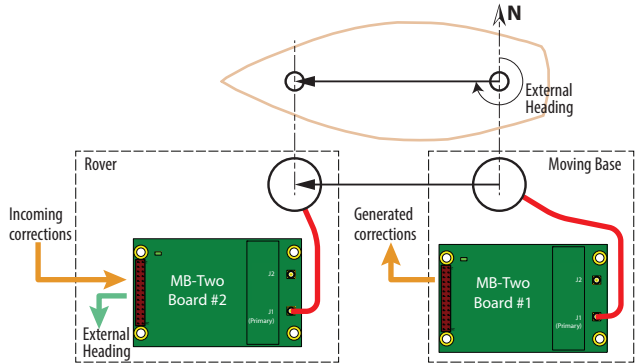 N
External
Heading
Rover
Moving Base
Incoming
corrections
Generated
corrections
MB-Two
Board #2
J2
J1
(Primary)
MB-Two
Board #1
J2
J1
(Primary)
External
Heading